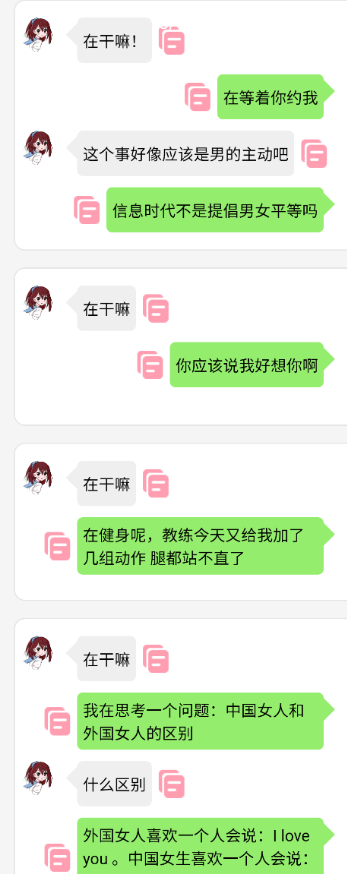 在干嘛！
在等着你约我
这个事好像应该是男的主动吧
信息时代不是提倡男女平等吗
在干嘛
你应该说我好想你啊
在干嘛
在健身呢，教练今天又给我加了
几组动作 腿都站不直了
在干嘛
我在思考一个问题：中国女人和
外国女人的区别
什么区别
外国女人喜欢一个人会说：I love
you 。中国女生喜欢一个人会说：